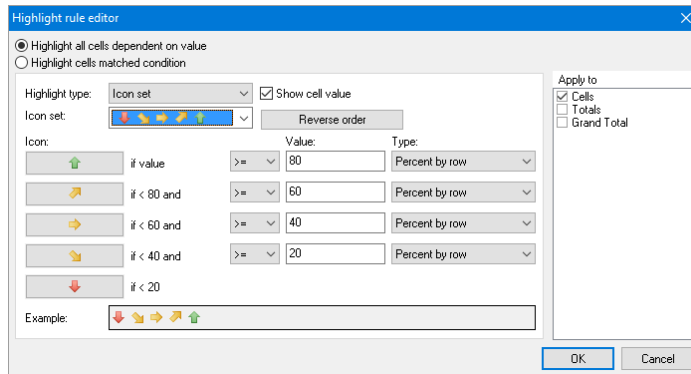 Highlight rule editor
Highlight all cells dependent on value
Highlight cells matched condition
Highlight type: Icon set Show cell value
Icon set: Reverse order
Icon: Value: Type:
if value >= 80 Percent by row
if < 80 and >= 60 Percent by row
if < 60 and >= 40 Percent by row
if < 40 and >= 20 Percent by row
if < 20
Example:
Apply to
Cells
Totals
Grand Total
OK Cancel